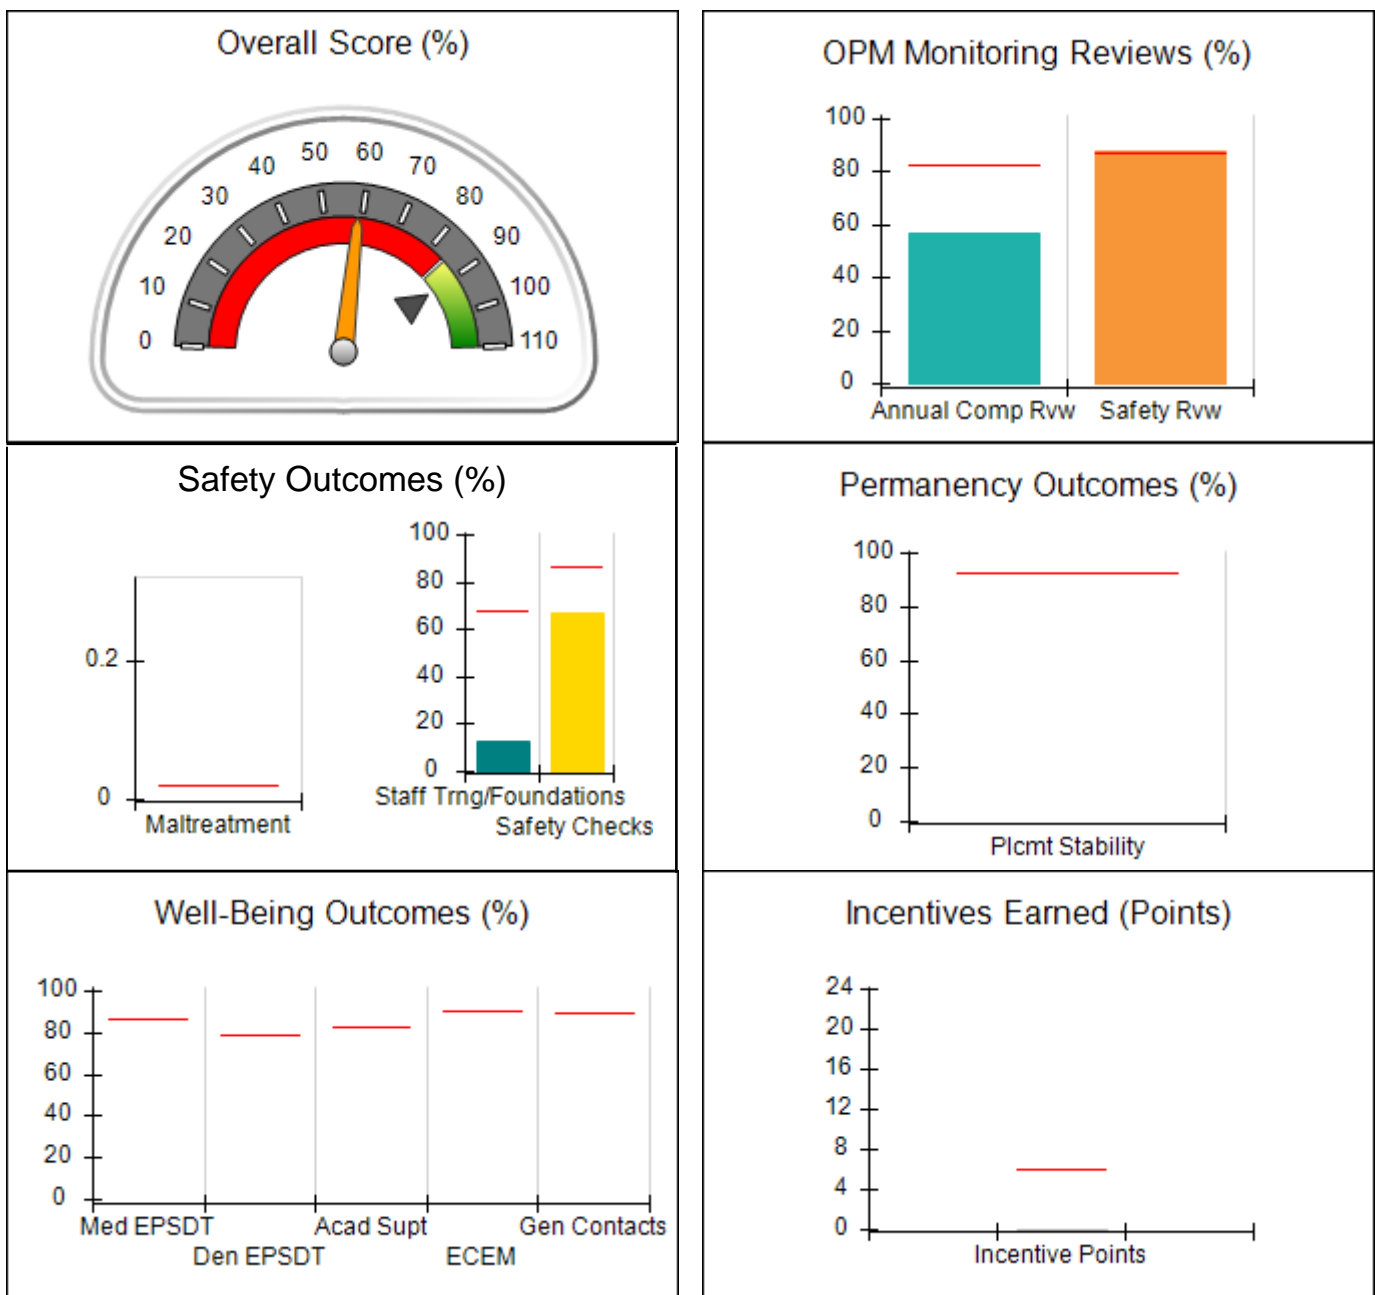 Overall Score (%)
0
10
20
30
40
50
60
70
80
90
100
110
OPM Monitoring Reviews (%)
100
80
60
40
20
0
Annual Comp Rvw
Safety Rvw
Safety Outcomes (%)
0.2
0
Maltreatment
100
80
60
40
20
0
Staff Trng/Foundations
Safety Checks
Permanency Outcomes (%)
100
80
60
40
20
0
Plcmt Stability
Well-Being Outcomes (%)
100
80
60
40
20
0
Med EPSDT
Den EPSDT
Acad Supt
ECEM
Gen Contacts
Incentives Earned (Points)
24
20
16
12
8
4
0
Incentive Points